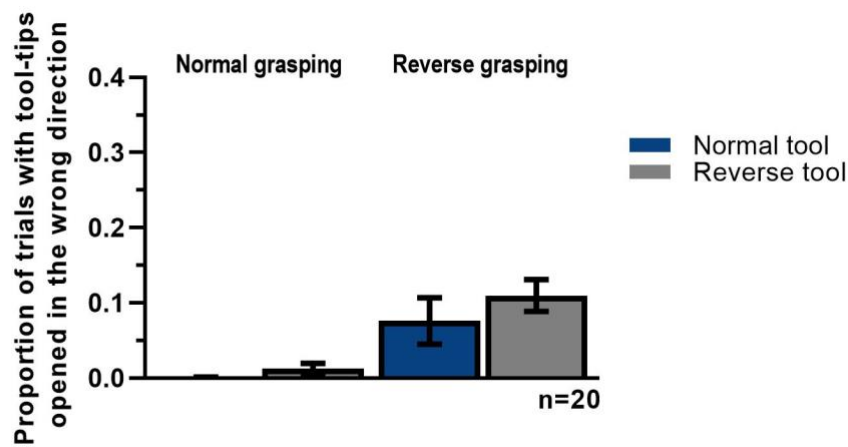 Proportion of trials with tool-tips
opened in the wrong direction
Normal grasping
Reverse grasping
0.4
0.3
0.2
0.1
0.0
Normal tool
Reverse tool
n=20